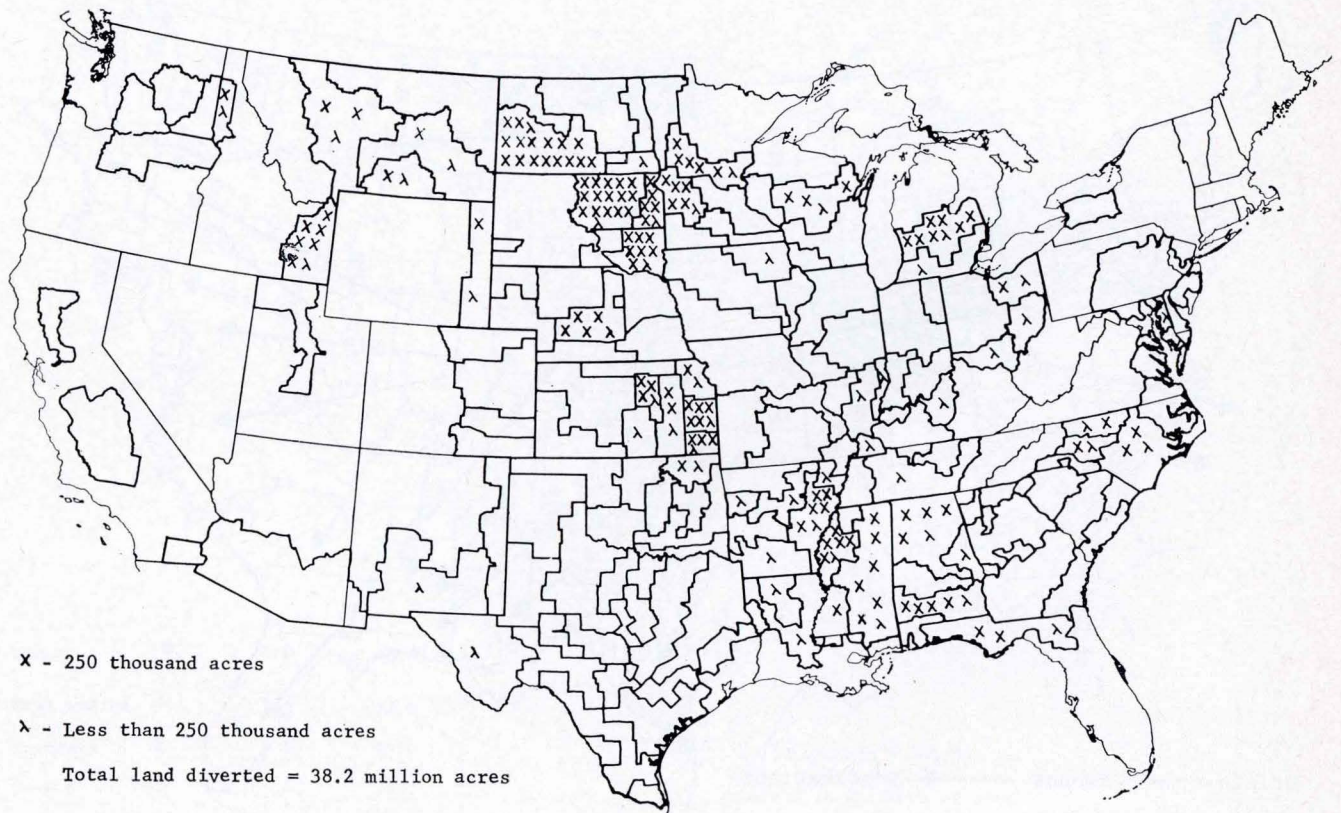 X - 250 thousand acres
λ - Less than 250 thousand acres
Total land diverted = 38.2 million acres